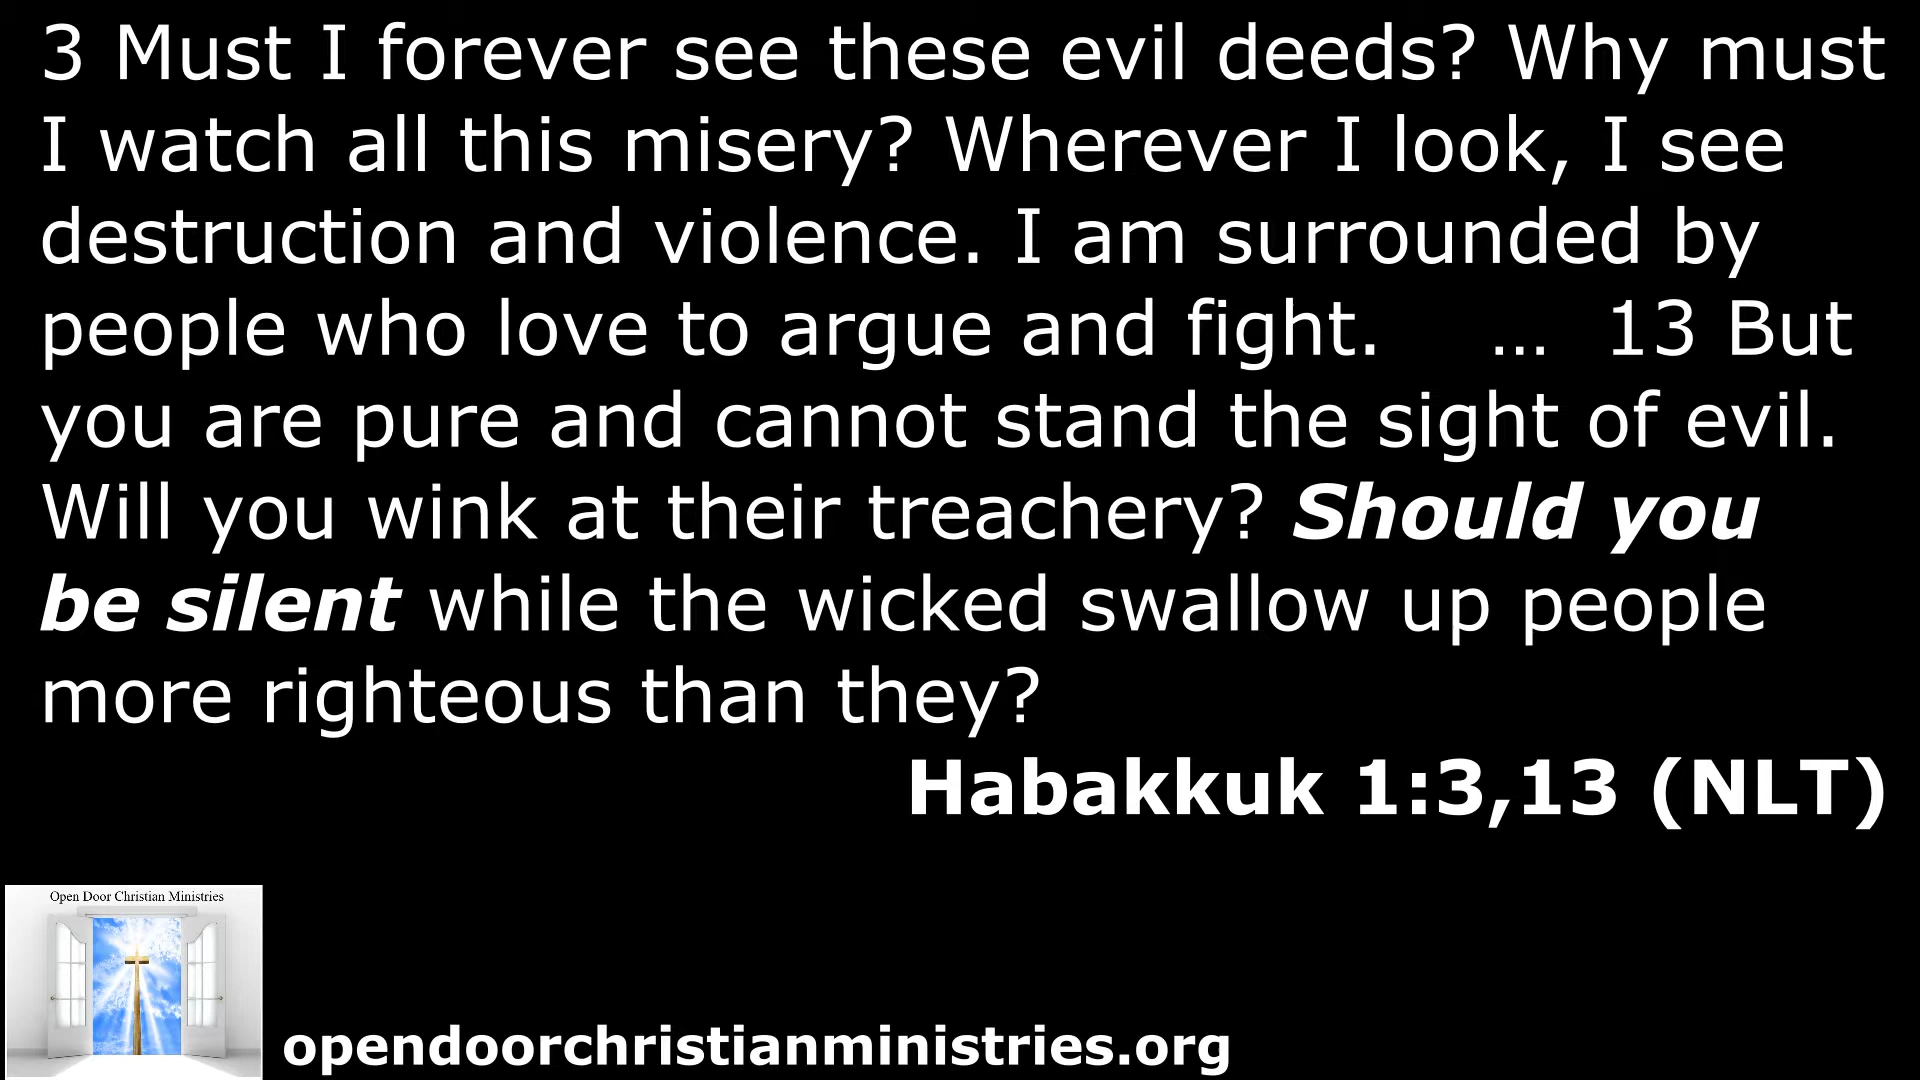 3 Must I forever see these evil deeds? Why must
I watch all this misery? Wherever I look, I see
destruction and violence. I am surrounded by
people who love to argue and fight. … 13 But
you are pure and cannot stand the sight of evil.
Will you wink at their treachery? Should you
be silent while the wicked swallow up people
more righteous than they?
Habakkuk 1:3,13 (NLT)
Open Door Christian Ministries
opendoorchristianministries.org